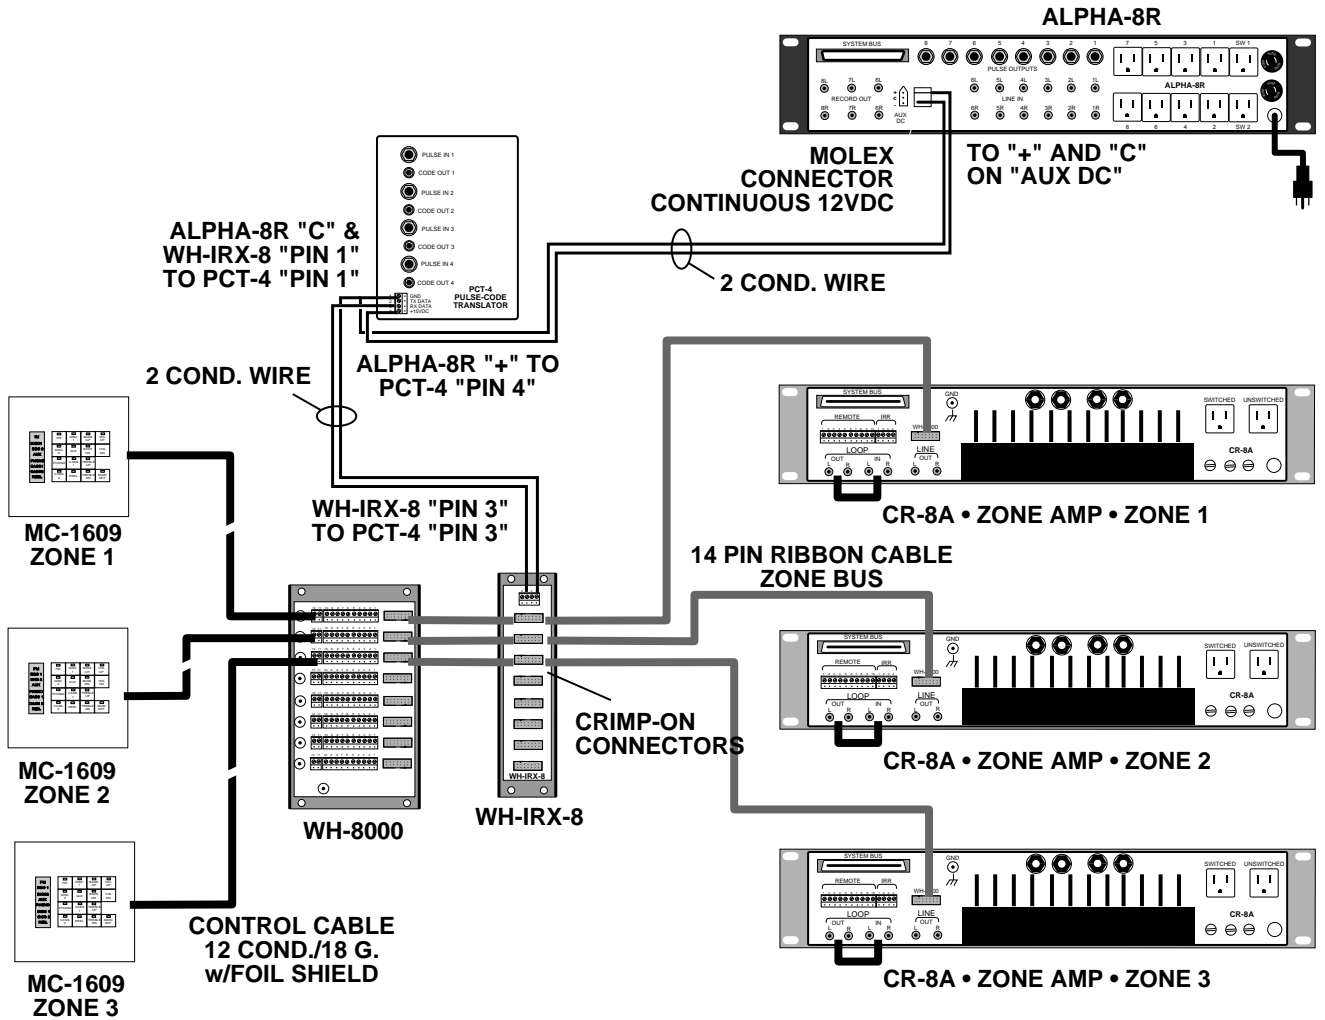 ALPHA-8R
SYSTEM BUS
8 7 6 5 4 3 2 1
PULSE OUTPUTS
7 5 3 1 SW 1
8L 7L 6L
RECORD OUT
8R 7R 6R
+
C
-
AUX
DC
6L 5L 4L 3L 2L 1L
LINE IN
6R 5R 4R 3R 2R 1R
ALPHA-8R
8 6 4 2 SW 2
MOLEX
CONNECTOR
CONTINUOUS 12VDC
TO "+" AND "C"
ON "AUX DC"
PULSE IN 1
CODE OUT 1
PULSE IN 2
CODE OUT 2
PULSE IN 3
CODE OUT 3
PULSE IN 4
CODE OUT 4
GND
TX DATA
RX DATA
+15VDC
PCT-4
PULSE-CODE
TRANSLATOR
ALPHA-8R "C" &
WH-IRX-8 "PIN 1"
TO PCT-4 "PIN 1"
2 COND. WIRE
ALPHA-8R "+" TO
PCT-4 "PIN 4"
2 COND. WIRE
WH-IRX-8 "PIN 3"
TO PCT-4 "PIN 3"
MC-1609
ZONE 1
SYSTEM BUS
GND
SWITCHED UNSWITCHED
REMOTE IRR
LOOP
OUT IN
L R L R
LINE
OUT
L R
CR-8A
CR-8A • ZONE AMP • ZONE 1
14 PIN RIBBON CABLE
ZONE BUS
MC-1609
ZONE 2
WH-8000
WH-IRX-8
WH-IRX-8
CRIMP-ON
CONNECTORS
SYSTEM BUS
GND
SWITCHED UNSWITCHED
REMOTE IRR
LOOP
OUT IN
L R L R
LINE
OUT
L R
CR-8A
CR-8A • ZONE AMP • ZONE 2
MC-1609
ZONE 3
CONTROL CABLE
12 COND./18 G.
w/FOIL SHIELD
SYSTEM BUS
GND
SWITCHED UNSWITCHED
REMOTE IRR
LOOP
OUT IN
L R L R
LINE
OUT
L R
CR-8A
CR-8A • ZONE AMP • ZONE 3